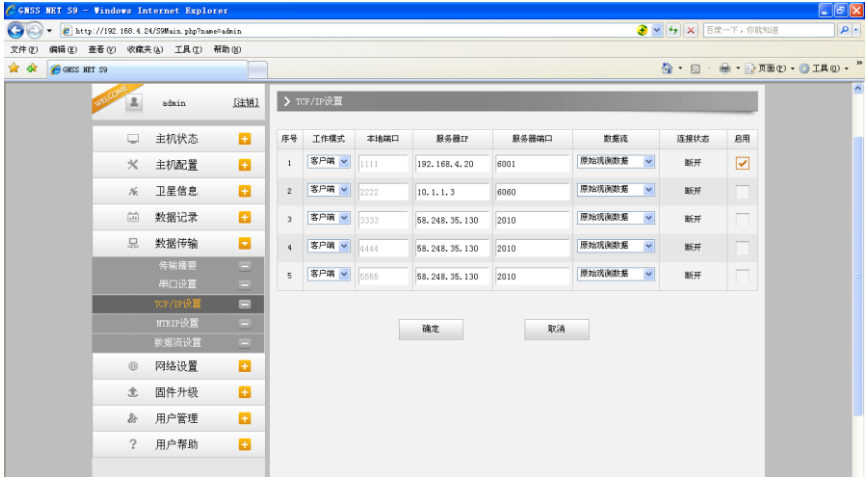 GNSS NET S9 - Windows Internet Explorer
http://192.168.4.24/S9Main.php?name=admin
百度一下，你就知道
文件(F) 编辑(E) 查看(V) 收藏夹(A) 工具(T) 帮助(H)
GNSS NET S9
页面(P) 工具(O) »
WELCOME
admin [注销]
主机状态
主机配置
卫星信息
数据记录
数据传输
传输摘要
串口设置
TCP/IP设置
NTRIP设置
数据流设置
网络设置
固件升级
用户管理
用户帮助
TCP/IP设置
序号 工作模式 本地端口 服务器IP 服务器端口 数据流 连接状态 启用
1 客户端 1111 192.168.4.20 6001 原始观测数据 断开
2 客户端 2222 10.1.1.3 6060 原始观测数据 断开
3 客户端 3333 58.248.35.130 2010 原始观测数据 断开
4 客户端 4444 58.248.35.130 2010 原始观测数据 断开
5 客户端 5555 58.248.35.130 2010 原始观测数据 断开
确定 取消